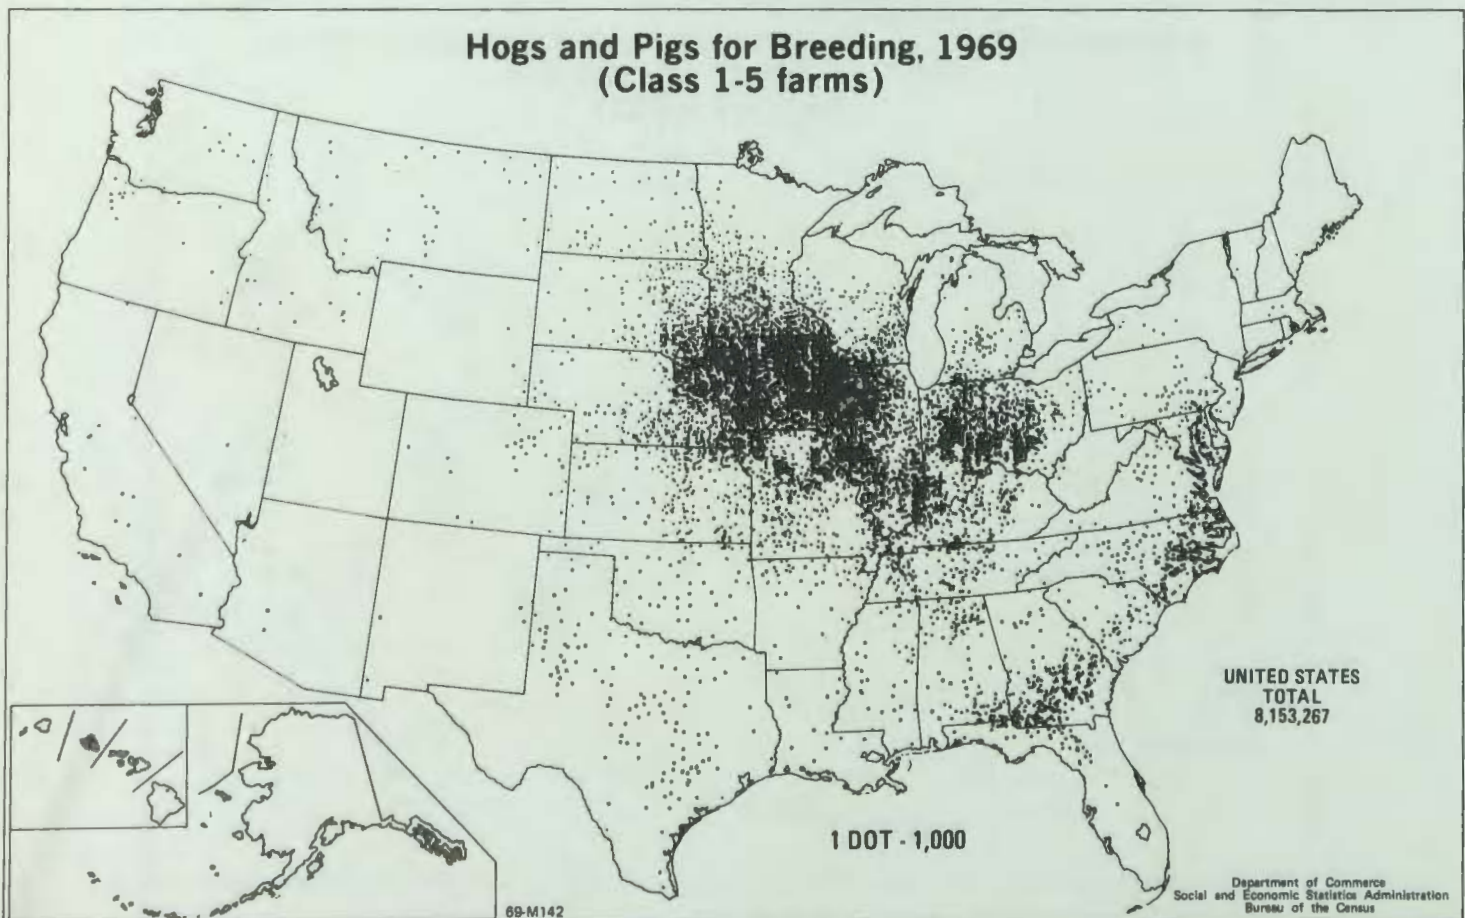 Hogs and Pigs for Breeding, 1969
(Class 1-5 farms)
UNITED STATES
TOTAL
8,153,267
1 DOT - 1,000
69-M142
Department of Commerce
Social and Economic Statistics Administration
Bureau of the Census